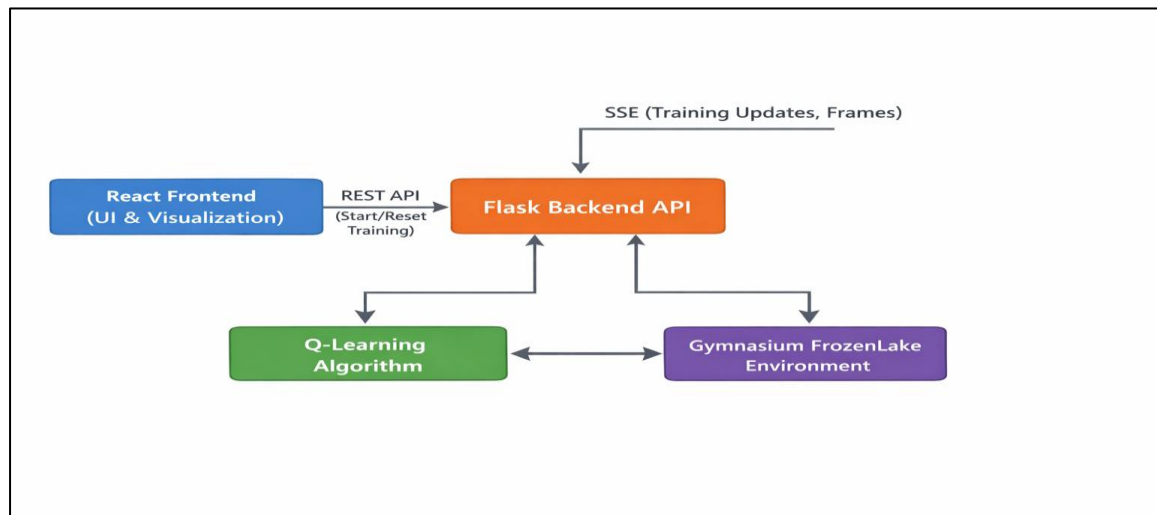 SSE (Training Updates, Frames)
React Frontend
(UI & Visualization)
REST API
(Start/Reset
Training)
Flask Backend API
Q-Learning
Algorithm
Gymnasium FrozenLake
Environment